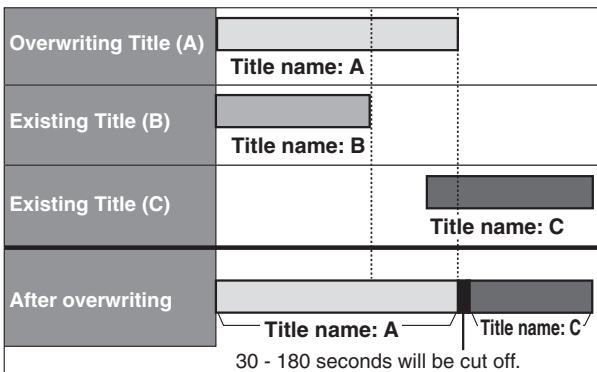 Overwriting Title (A)
Title name: A
Existing Title (B)
Title name: B
Existing Title (C)
Title name: C
After overwriting
Title name: A
Title name: C
30 - 180 seconds will be cut off.